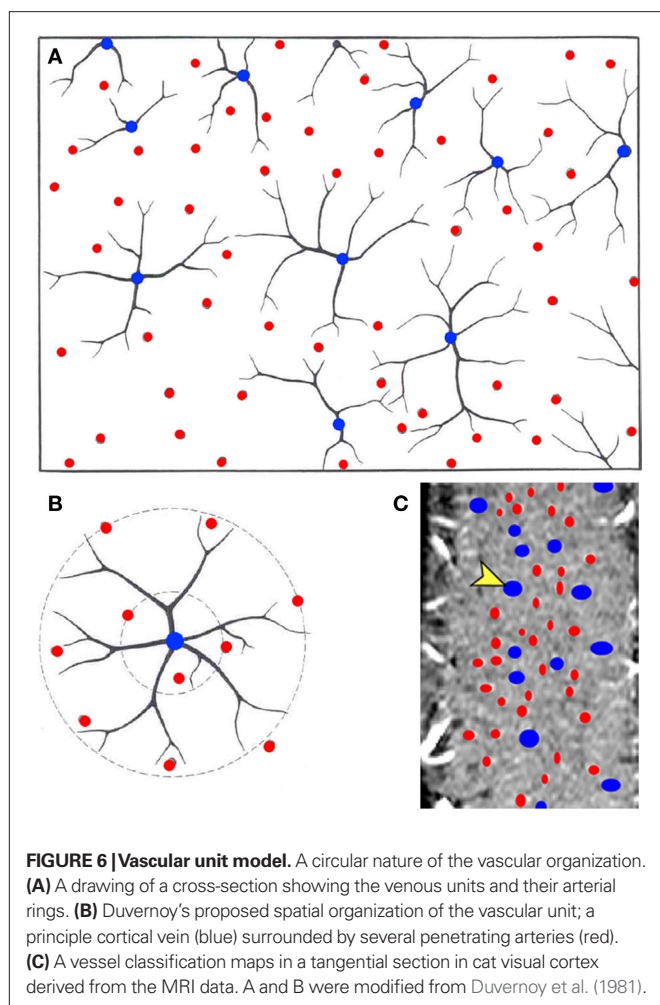 A
B
C
FIGURE 6 | Vascular unit model. A circular nature of the vascular organization.
(A) A drawing of a cross-section showing the venous units and their arterial
rings. (B) Duvernoy's proposed spatial organization of the vascular unit; a
principle cortical vein (blue) surrounded by several penetrating arteries (red).
(C) A vessel classification maps in a tangential section in cat visual cortex
derived from the MRI data. A and B were modified from Duvernoy et al. (1981).